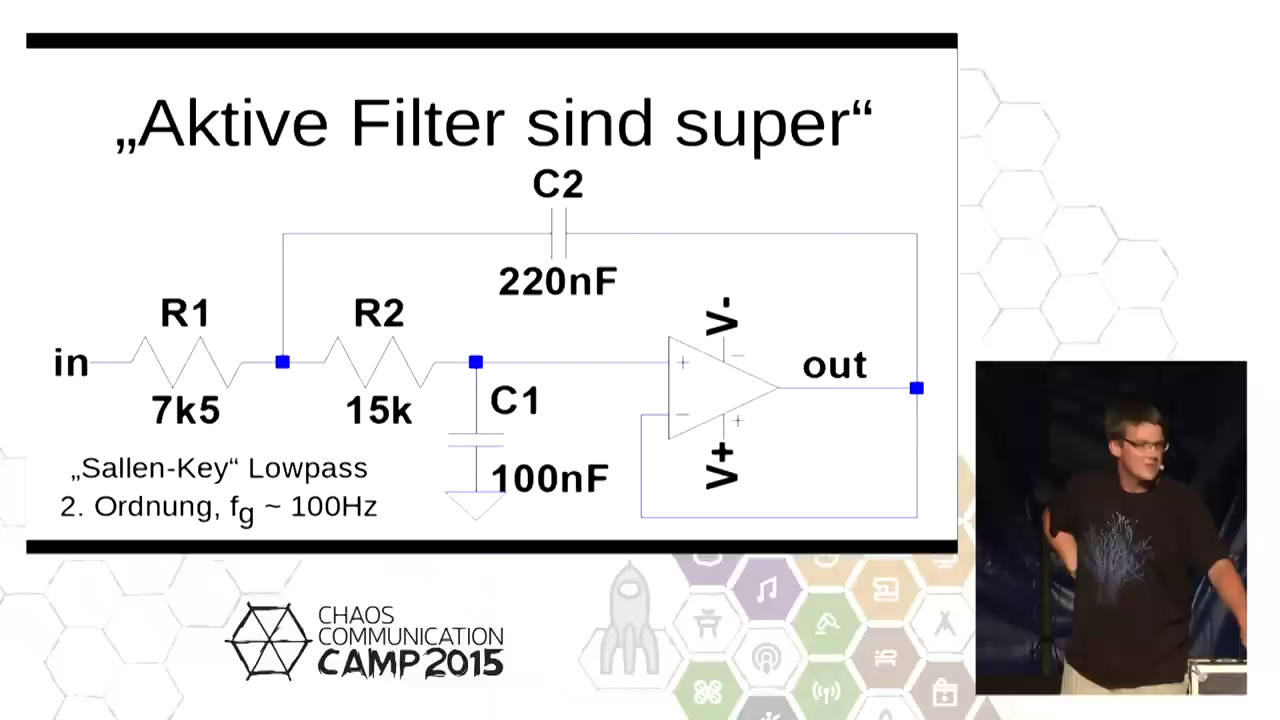 „Aktive Filter sind super“
C2
220nF
R1
R2
in
7k5
15k
C1
100nF
V-
+
−
−
+
V+
out
„Sallen-Key“ Lowpass
2. Ordnung, fg ~ 100Hz
CHAOS
COMMUNICATION
CAMP 2015